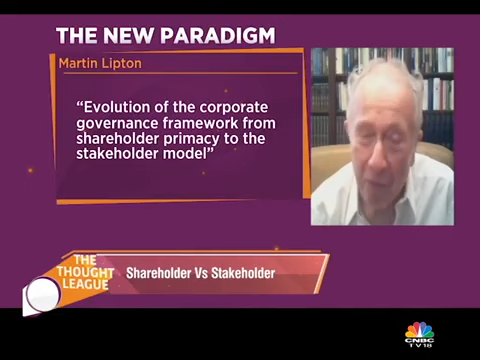 THE NEW PARADIGM
Martin Lipton
“Evolution of the corporate
governance framework from
shareholder primacy to the
stakeholder model”
THE
THOUGHT
LEAGUE
Shareholder Vs Stakeholder
CNBC
TV18